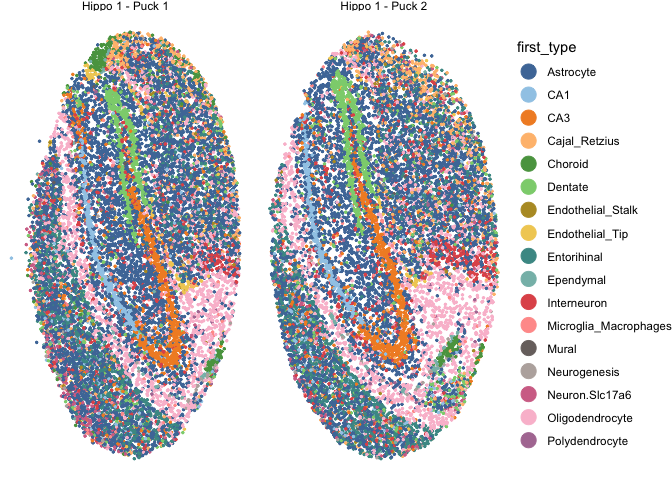 Hippo 1 - Puck 1
Hippo 1 - Puck 2
first_type
Astrocyte
CA1
CA3
Cajal_Retzius
Choroid
Dentate
Endothelial_Stalk
Endothelial_Tip
Entorihinal
Ependymal
Interneuron
Microglia_Macrophages
Mural
Neurogenesis
Neuron.Slc17a6
Oligodendrocyte
Polydendrocyte